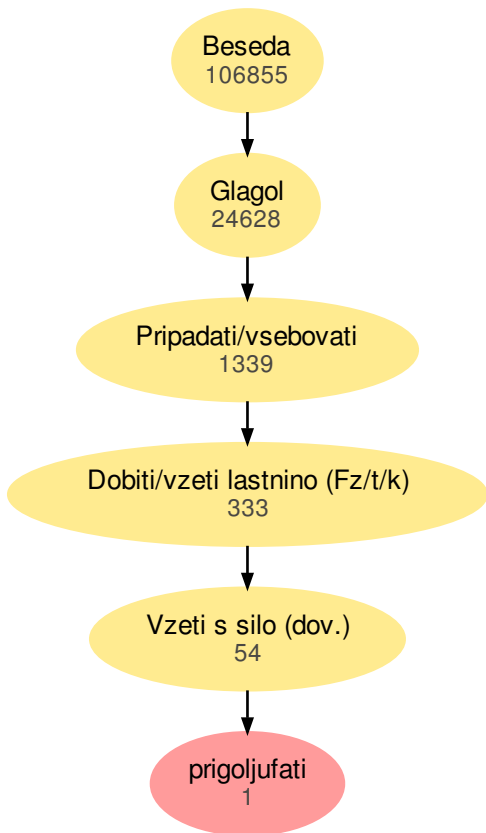 Beseda
106855
Glagol
24628
Pripadati/vsebovati
1339
Dobiti/vzeti lastnino (Fz/t/k)
333
Vzeti s silo (dov.)
54
prigoljufati
1